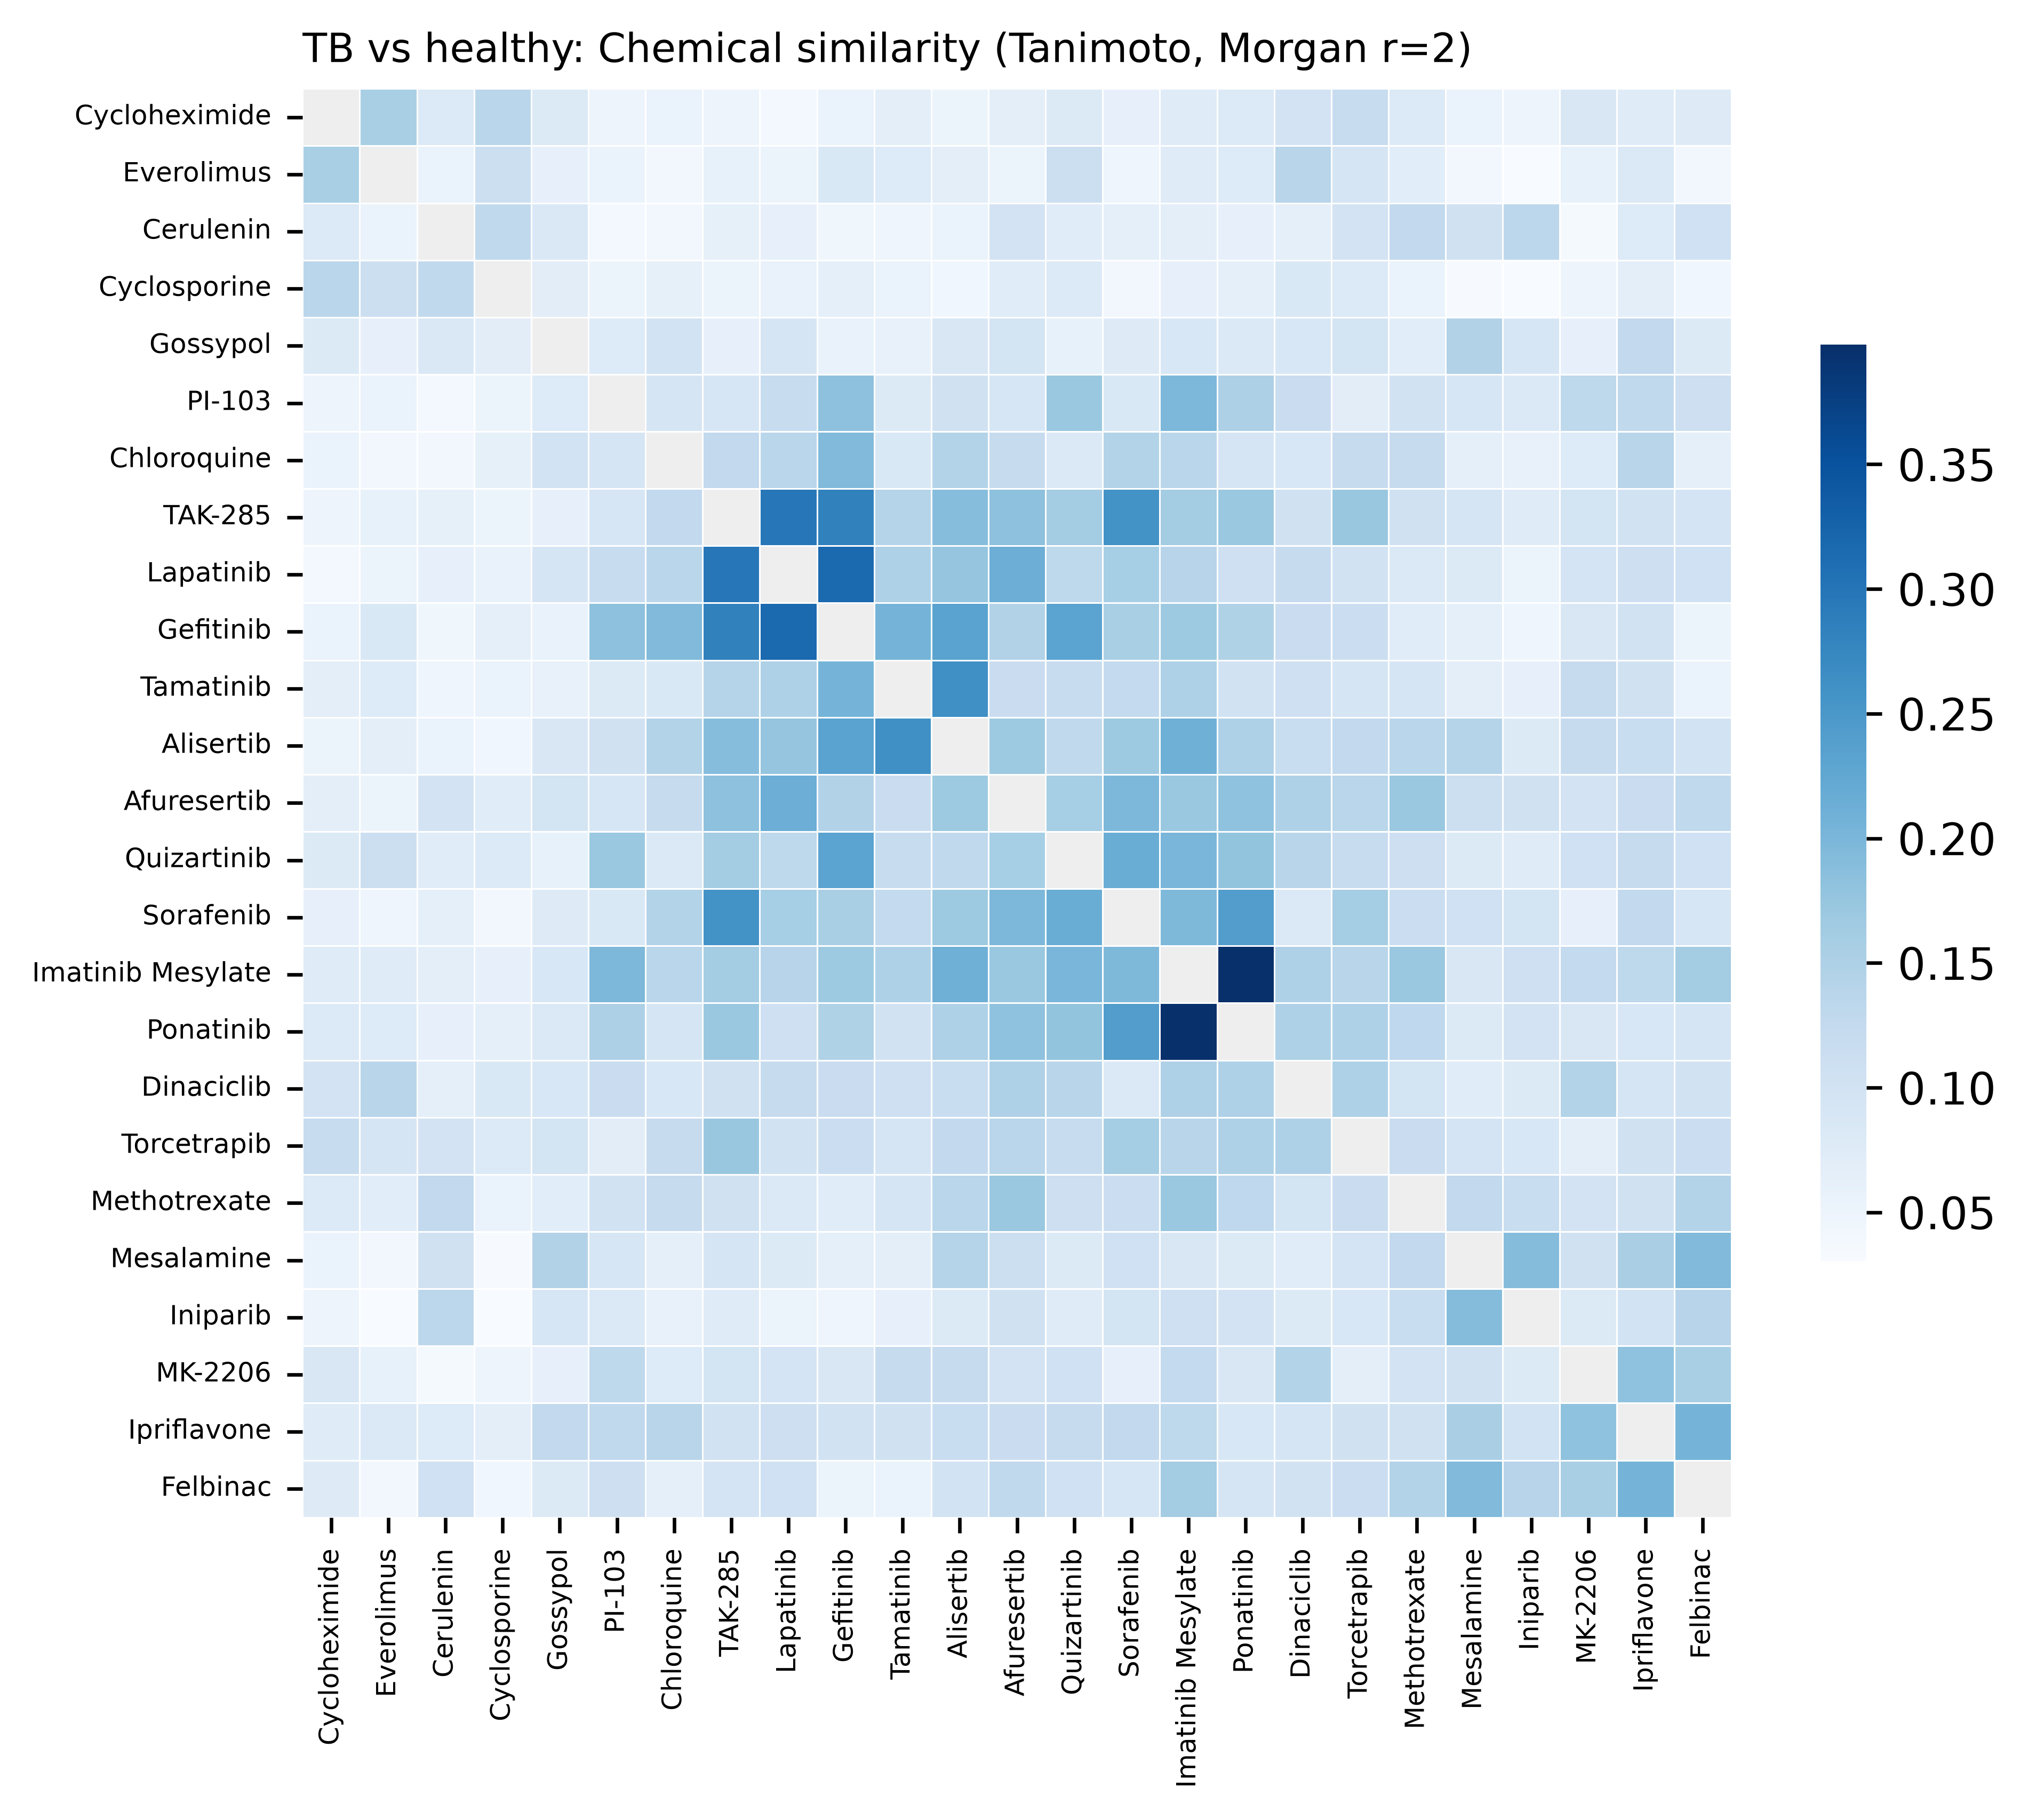 TB vs healthy: Chemical similarity (Tanimoto, Morgan r=2)
Cycloheximide
Everolimus
Cerulenin
Cyclosporine
Gossypol
PI-103
Chloroquine
TAK-285
Lapatinib
Gefitinib
Tamatinib
Alisertib
Afuresertib
Quizartinib
Sorafenib
Imatinib Mesylate
Ponatinib
Dinaciclib
Torcetrapib
Methotrexate
Mesalamine
Iniparib
MK-2206
Ipriflavone
Felbinac
Cycloheximide
Everolimus
Cerulenin
Cyclosporine
Gossypol
PI-103
Chloroquine
TAK-285
Lapatinib
Gefitinib
Tamatinib
Alisertib
Afuresertib
Quizartinib
Sorafenib
Imatinib Mesylate
Ponatinib
Dinaciclib
Torcetrapib
Methotrexate
Mesalamine
Iniparib
MK-2206
Ipriflavone
Felbinac
0.35
0.30
0.25
0.20
0.15
0.10
0.05